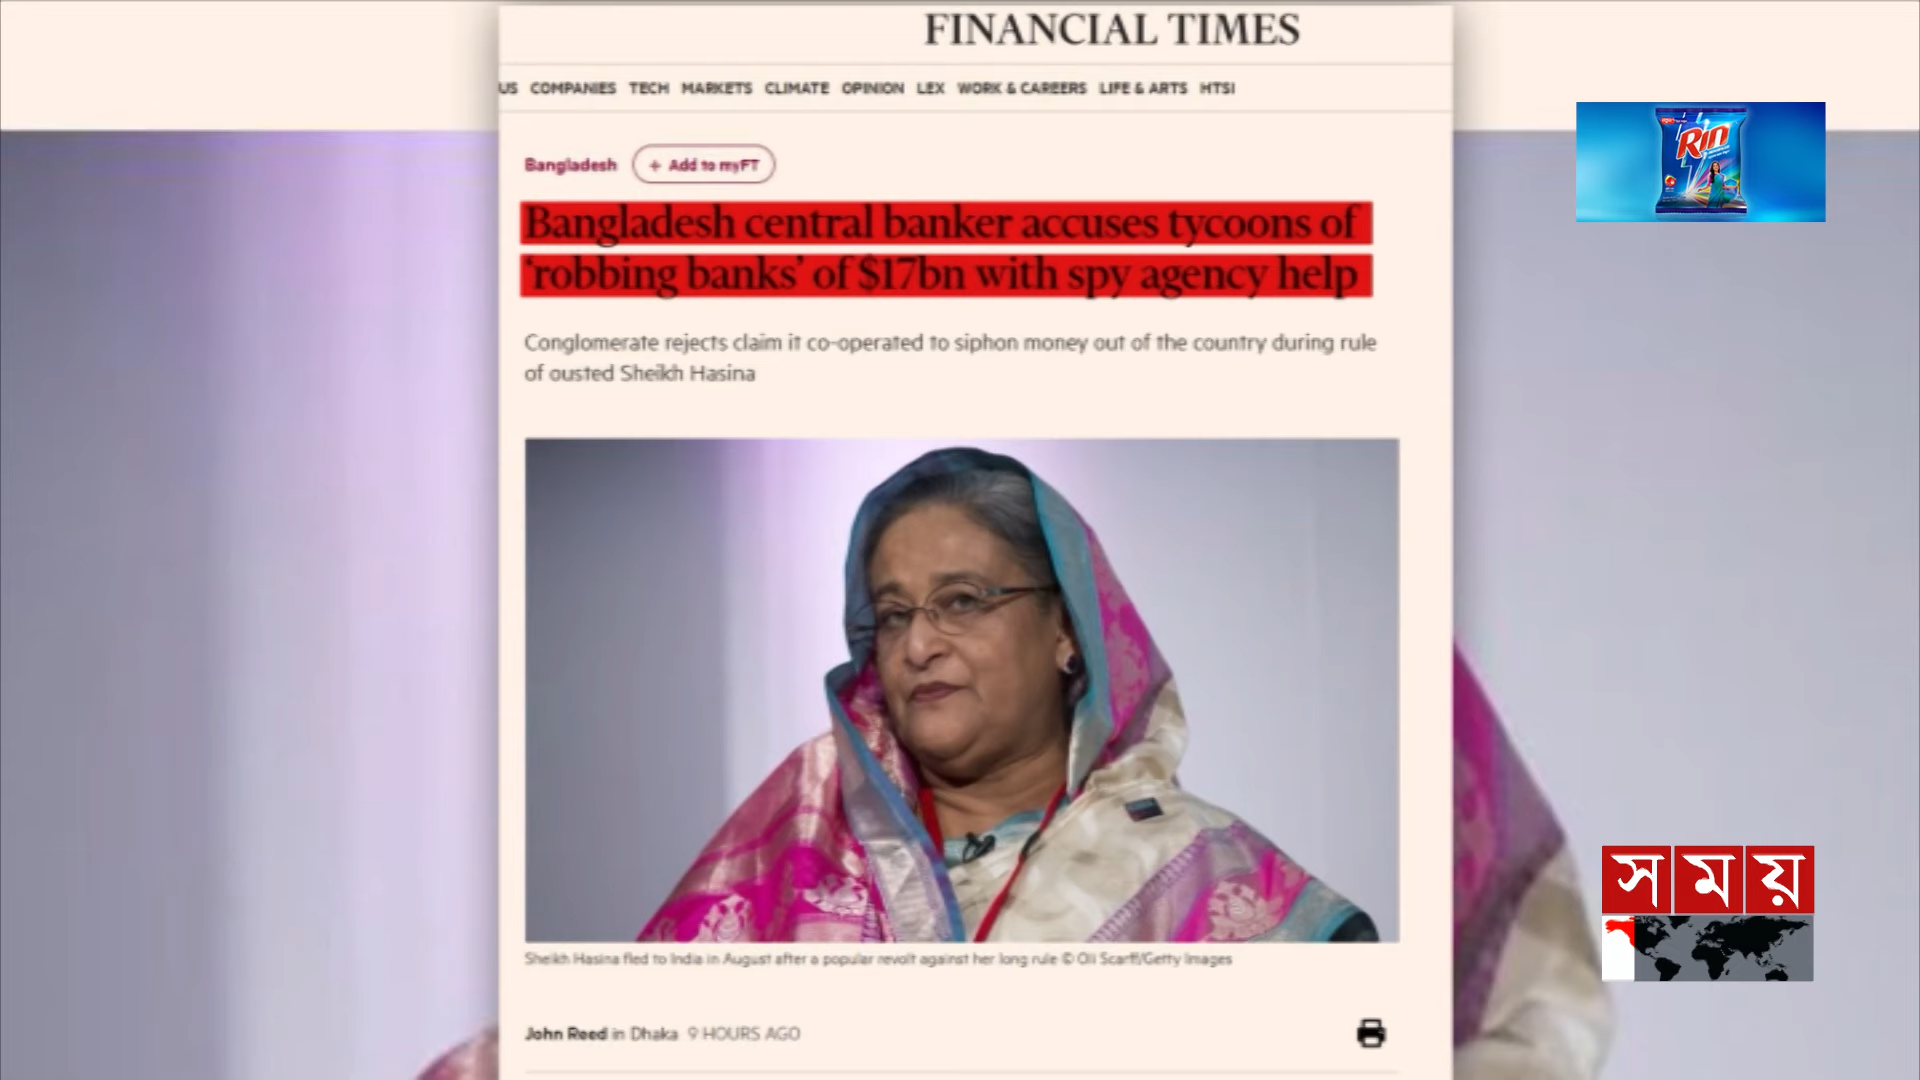 FINANCIAL TIMES
US COMPANIES TECH MARKETS CLIMATE OPINION LEX WORK & CAREERS LIFE & ARTS HTSI
Bangladesh + Add to myFT
Bangladesh central banker accuses tycoons of
‘robbing banks’ of $17bn with spy agency help
Conglomerate rejects claim it co-operated to siphon money out of the country during rule
of ousted Sheikh Hasina
Sheikh Hasina fled to India in August after a popular revolt against her long rule © Oli Scarff/Getty Images
John Reed in Dhaka 9 HOURS AGO
Rin
সময়